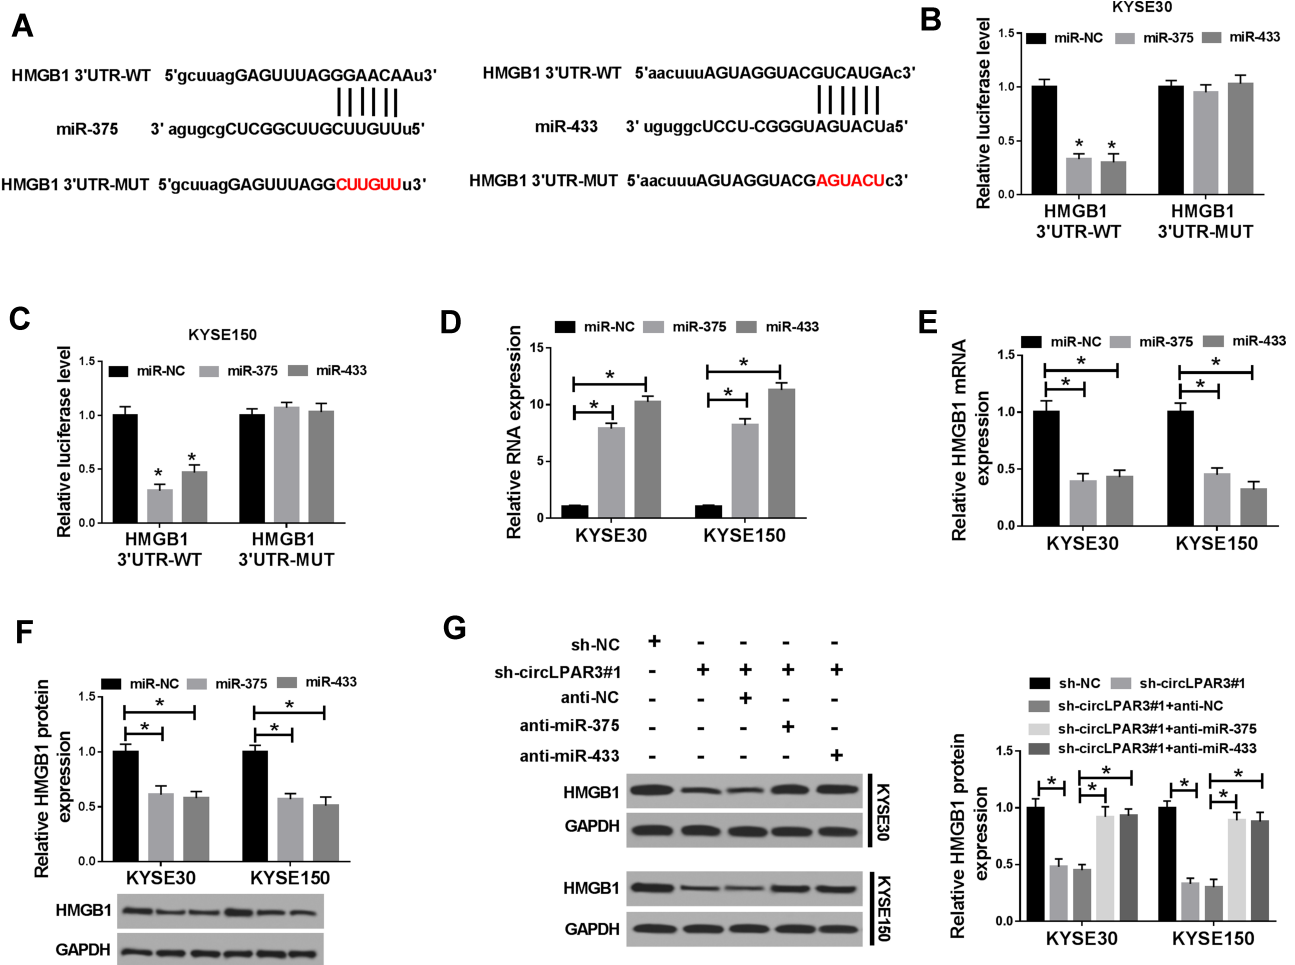 A
HMGB1 3'UTR-WT 5'gcuuagGAGUUUAGGGAACAAu3'
miR-375 3' agugcgCUCGGCUUGCUUGUUu5'
HMGB1 3'UTR-MUT 5'gcuuagGAGUUUAGGCUUGUUu3'
HMGB1 3'UTR-WT 5'aacuuuAGUAGGUACGUCAUGAc3'
miR-433 3' uguggcUCCU-CGGGUAGUACUa5'
HMGB1 3'UTR-MUT 5'aacuuuAGUAGGUACGAGUACUc3'
B
KYSE30
miR-NC miR-375 miR-433
Relative luciferase level
1.5
1.0
0.5
0.0
* *
HMGB1 HMGB1
3'UTR-WT 3'UTR-MUT
C
KYSE150
miR-NC miR-375 miR-433
Relative luciferase level
1.5
1.0
0.5
0.0
* *
HMGB1 HMGB1
3'UTR-WT 3'UTR-MUT
D
miR-NC miR-375 miR-433
Relative RNA expression
15
10
5
0
* * * *
KYSE30 KYSE150
E
miR-NC miR-375 miR-433
Relative HMGB1 mRNA
expression
1.5
1.0
0.5
0.0
* * * *
KYSE30 KYSE150
F
miR-NC miR-375 miR-433
Relative HMGB1 protein
expression
1.5
1.0
0.5
0.0
* * * *
KYSE30 KYSE150
HMGB1
GAPDH
G
sh-NC + - - - -
sh-circLPAR3#1 - + + + +
anti-NC - - + - -
anti-miR-375 - - - + -
anti-miR-433 - - - - +
HMGB1
GAPDH
KYSE30
HMGB1
GAPDH
KYSE150
sh-NC sh-circLPAR3#1
sh-circLPAR3#1+anti-NC
sh-circLPAR3#1+anti-miR-375
sh-circLPAR3#1+anti-miR-433
Relative HMGB1 protein
expression
1.5
1.0
0.5
0.0
* * * * * *
KYSE30 KYSE150